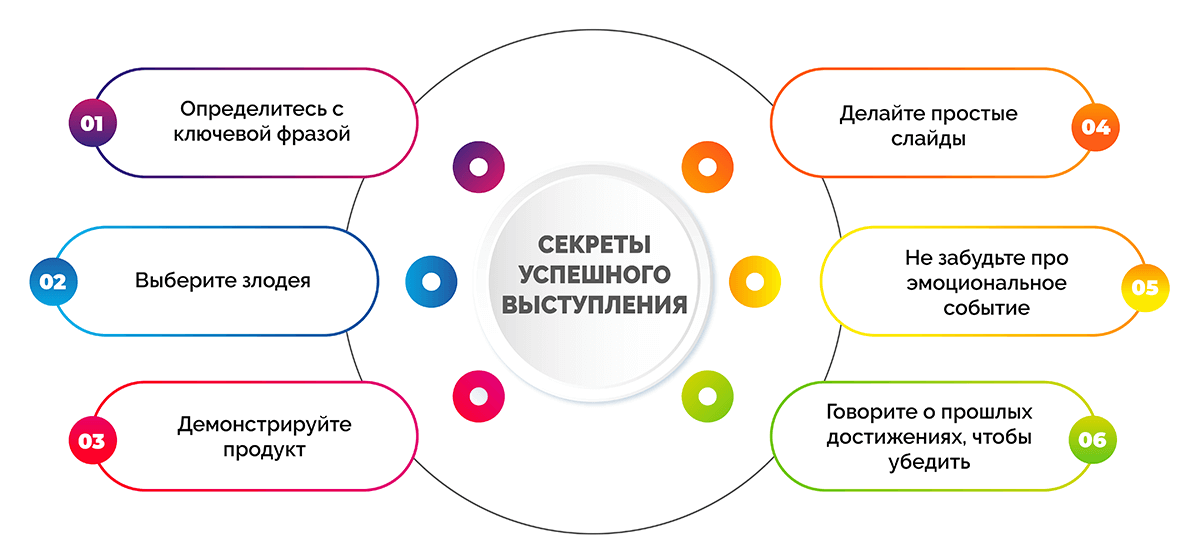 СЕКРЕТЫ
УСПЕШНОГО
ВЫСТУПЛЕНИЯ
01
Определитесь с
ключевой фразой
02
Выберите злодея
03
Демонстрируйте
продукт
04
Делайте простые
слайды
05
Не забудьте про
эмоциональное
событие
06
Говорите о прошлых
достижениях, чтобы
убедить